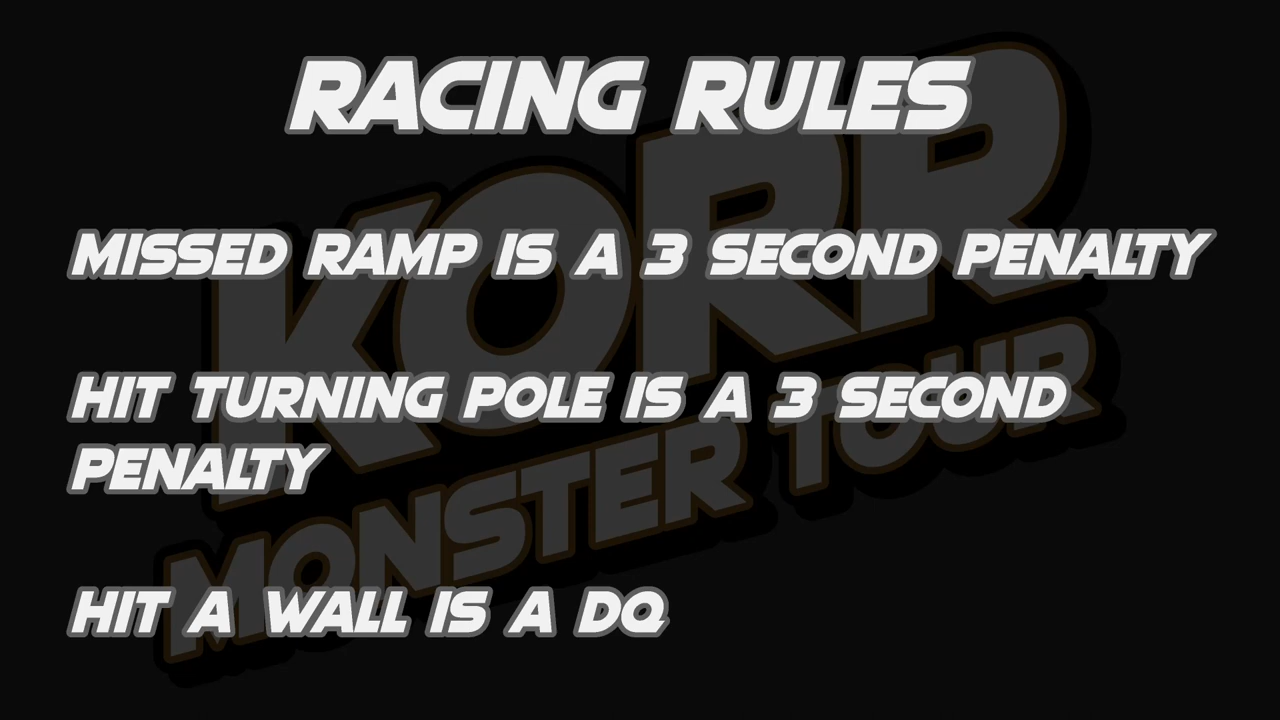 RACING RULES
MISSED RAMP IS A 3 SECOND PENALTY
HIT TURNING POLE IS A 3 SECOND
PENALTY
HIT A WALL IS A DQ
KORR
MONSTER TOUR